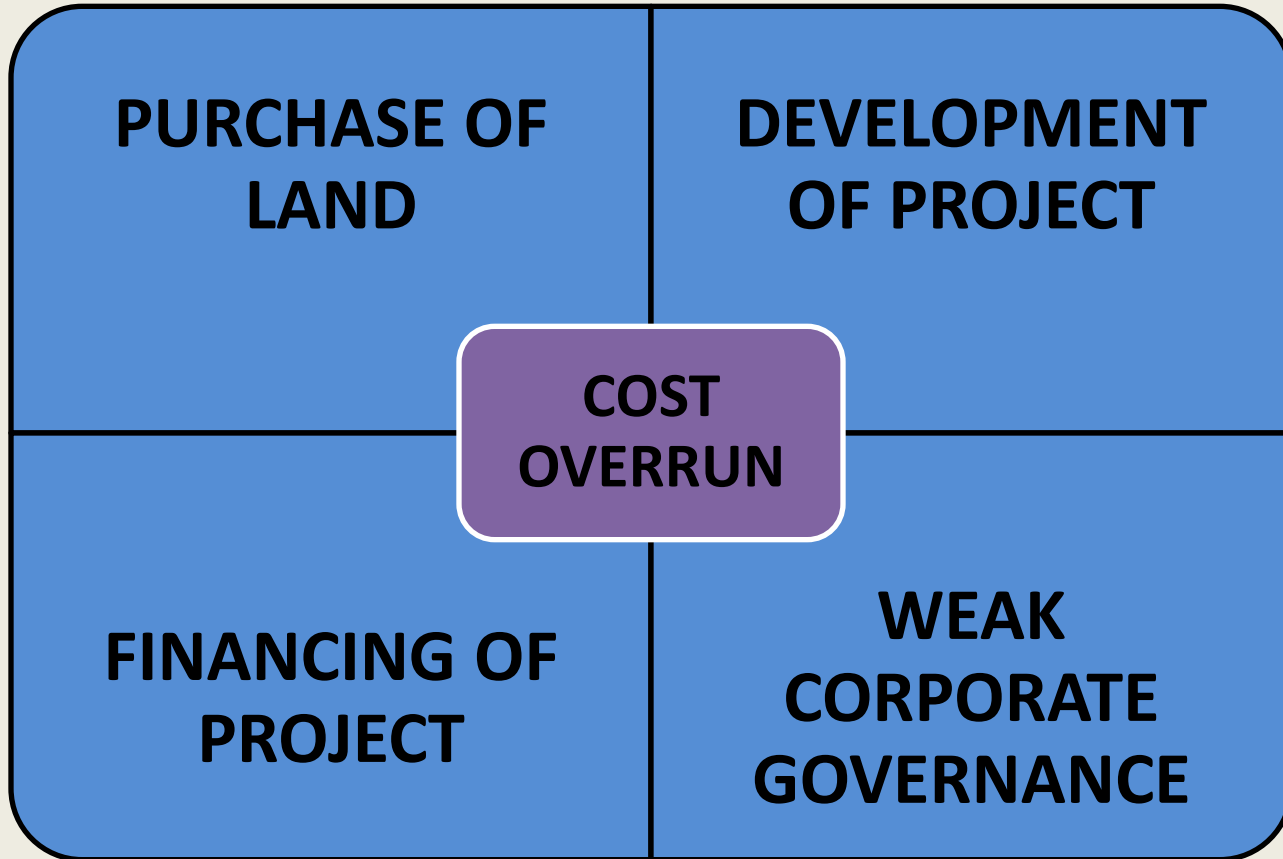 PURCHASE OF
LAND
DEVELOPMENT
OF PROJECT
COST
OVERRUN
FINANCING OF
PROJECT
WEAK
CORPORATE
GOVERNANCE